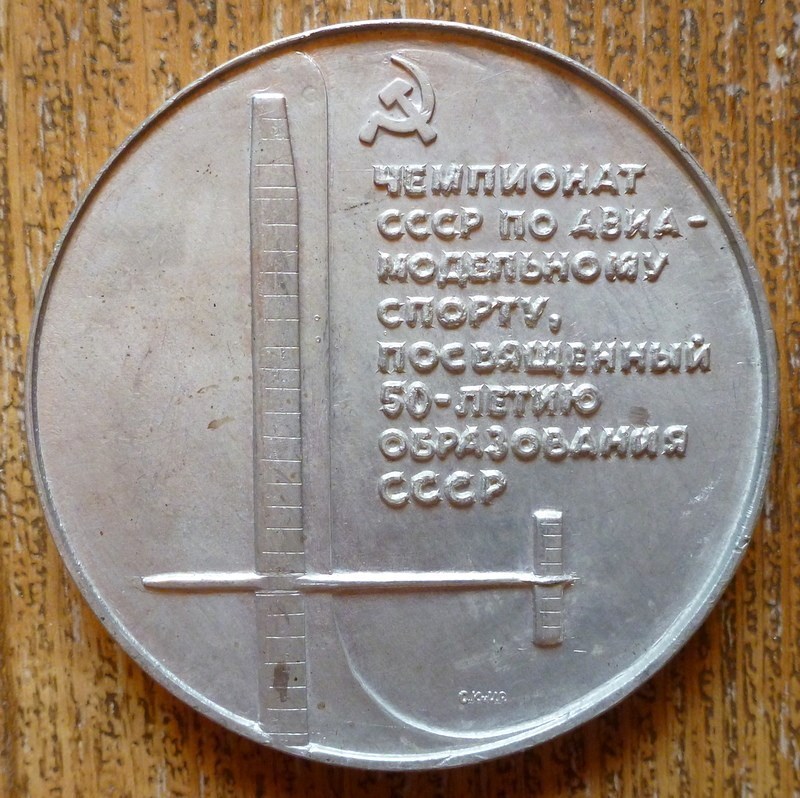 ЧЕМПИОНАТ
СССР ПО АВИА-
МОДЕЛЬНОМУ
СПОРТУ,
ПОСВЯЩЕННЫЙ
50-ЛЕТИЮ
ОБРАЗОВАНИЯ
СССР